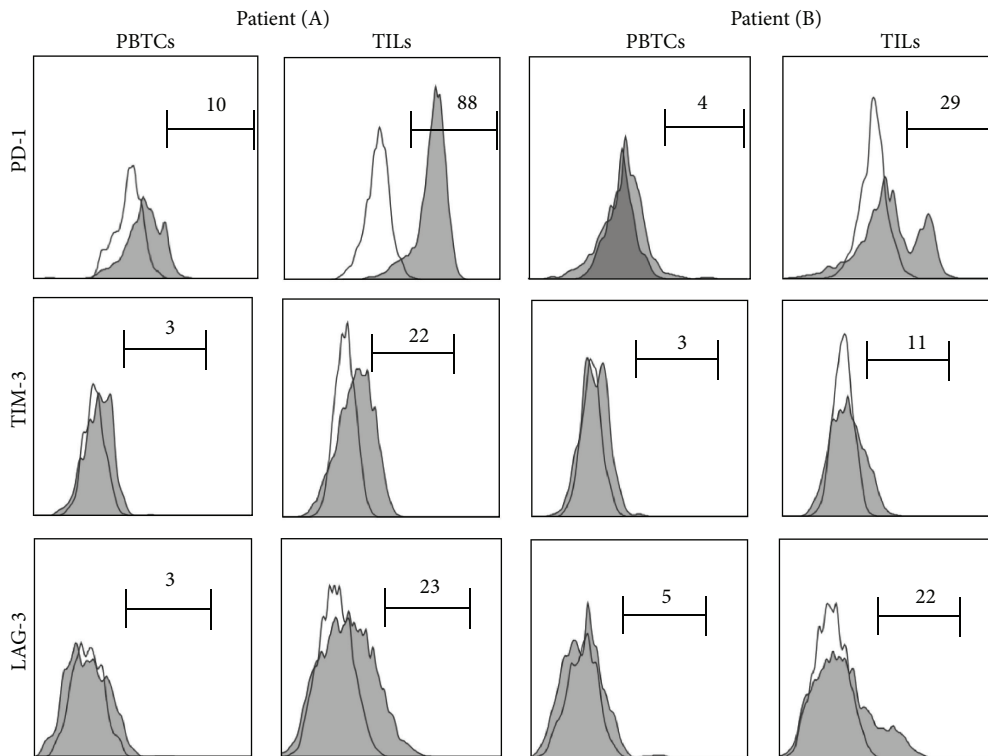 Patient (A) Patient (B)
PBTCs TILs PBTCs TILs
PD-1
10 88 4 29
TIM-3
3 22 3 11
LAG-3
3 23 5 22